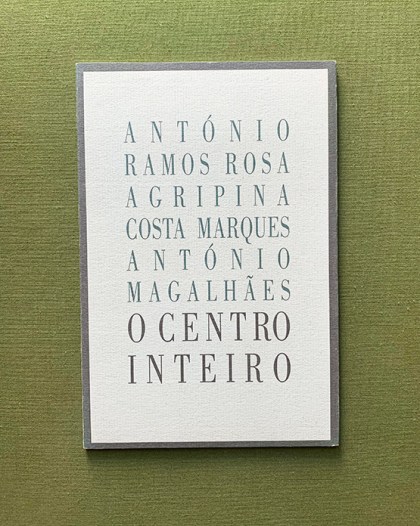 ANTÓNIO
RAMOS ROSA
AGRIPINA
COSTA MARQUES
ANTÓNIO
MAGALHÃES
O CENTRO
INTEIRO